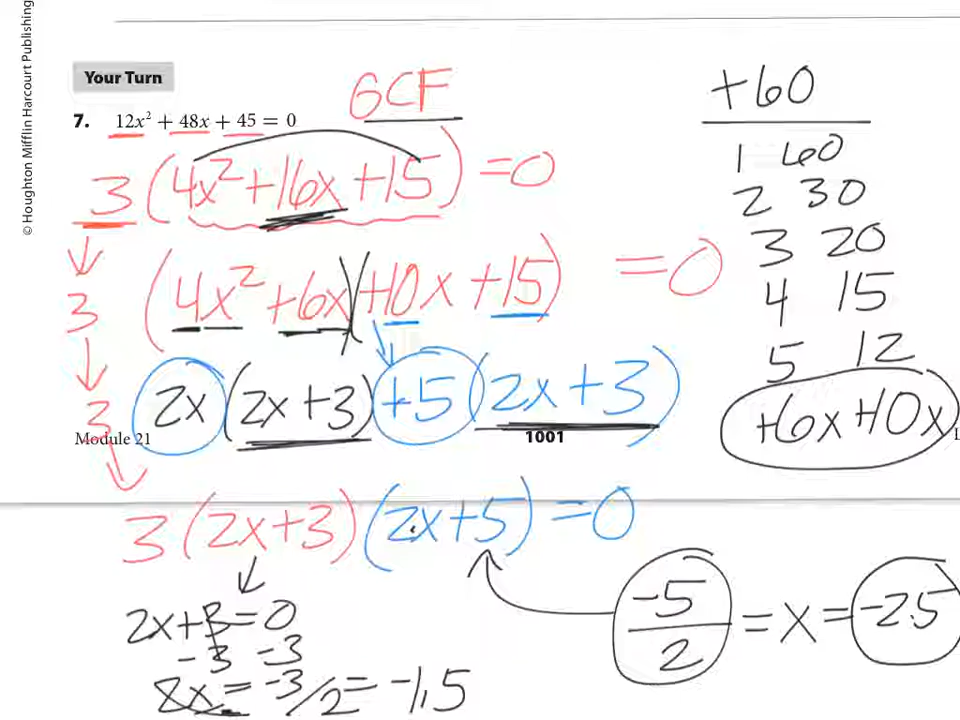 © Houghton Mifflin Harcourt Publishing
Your Turn
7. 12x² + 48x + 45 = 0
GCF
3 (4x² + 16x + 15) = 0
3 (4x² + 6x)(+10x + 15) = 0
3 2x (2x + 3) +5 (2x + 3)
Module 21
1001
L
3 (2x + 3) (2x + 5) = 0
2x + 3 = 0
-3 -3
2x = -3/2 = -1.5
-5/2 = x = -2.5
+60
1 60
2 30
3 20
4 15
5 12
+6x +10x